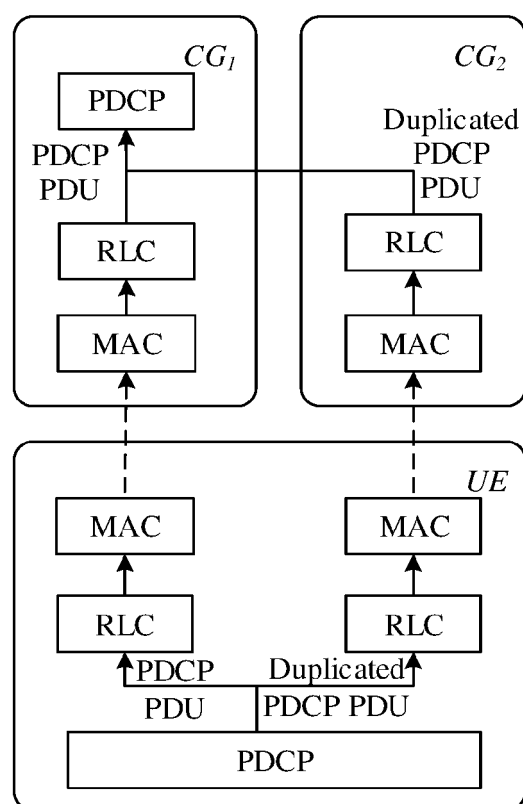 CG1
PDCP
PDCP
PDU
RLC
MAC
CG2
Duplicated
PDCP
PDU
RLC
MAC
UE
MAC
MAC
RLC
RLC
PDCP
PDU
Duplicated
PDCP PDU
PDCP